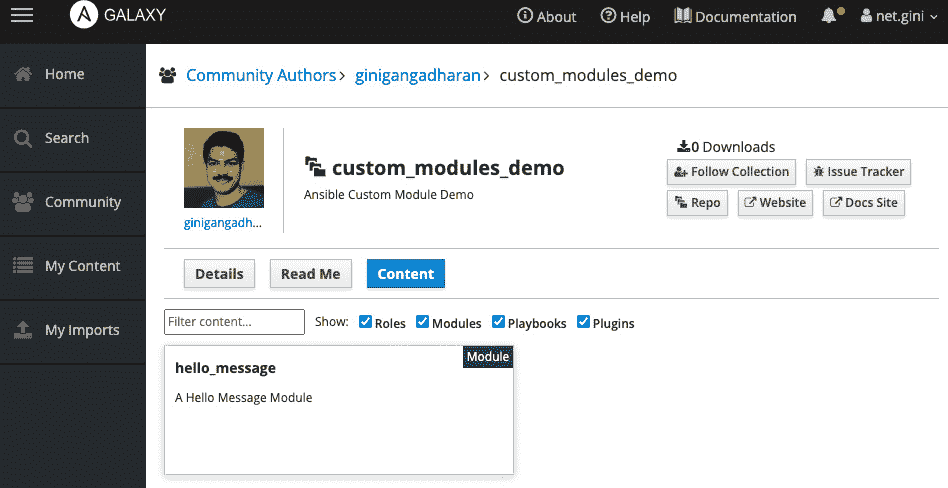 GALAXY
About Help Documentation net.gini
Home
Search
Community
My Content
My Imports
Community Authors > ginigangadharan > custom_modules_demo
ginigangadh...
custom_modules_demo
Ansible Custom Module Demo
0 Downloads
Follow Collection Issue Tracker
Repo Website Docs Site
Details Read Me Content
Filter content... Show: Roles Modules Playbooks Plugins
Module
hello_message
A Hello Message Module